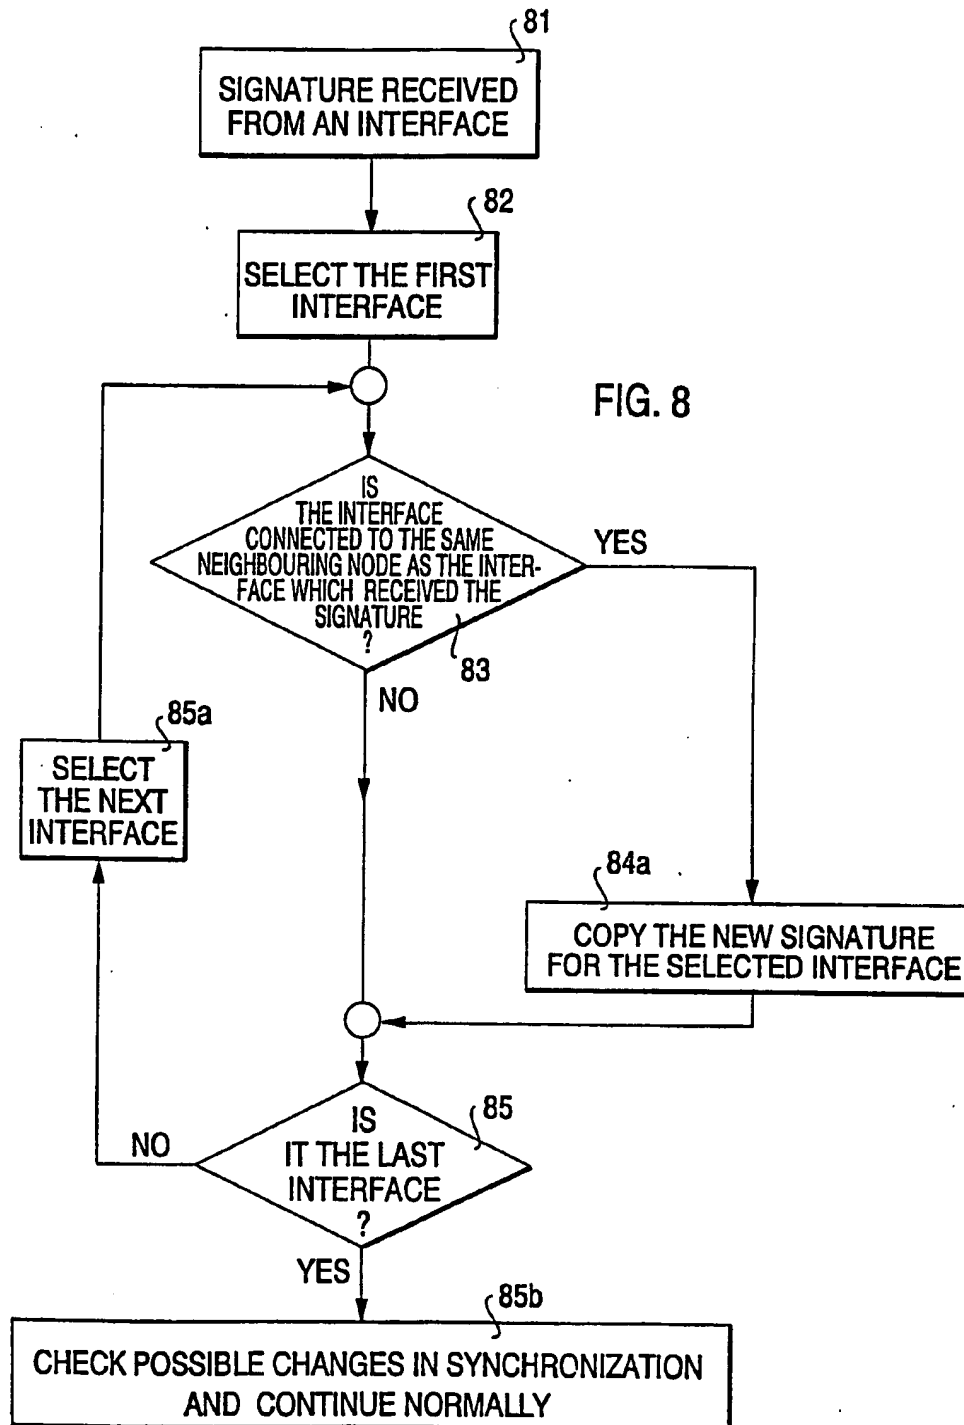 81
SIGNATURE RECEIVED
FROM AN INTERFACE
82
SELECT THE FIRST
INTERFACE
FIG. 8
IS
THE INTERFACE
CONNECTED TO THE SAME
NEIGHBOURING NODE AS THE INTER-
FACE WHICH RECEIVED THE
SIGNATURE
?
YES
83
NO
85a
SELECT
THE NEXT
INTERFACE
84a
COPY THE NEW SIGNATURE
FOR THE SELECTED INTERFACE
85
IS
IT THE LAST
INTERFACE
?
NO
YES
85b
CHECK POSSIBLE CHANGES IN SYNCHRONIZATION
AND CONTINUE NORMALLY